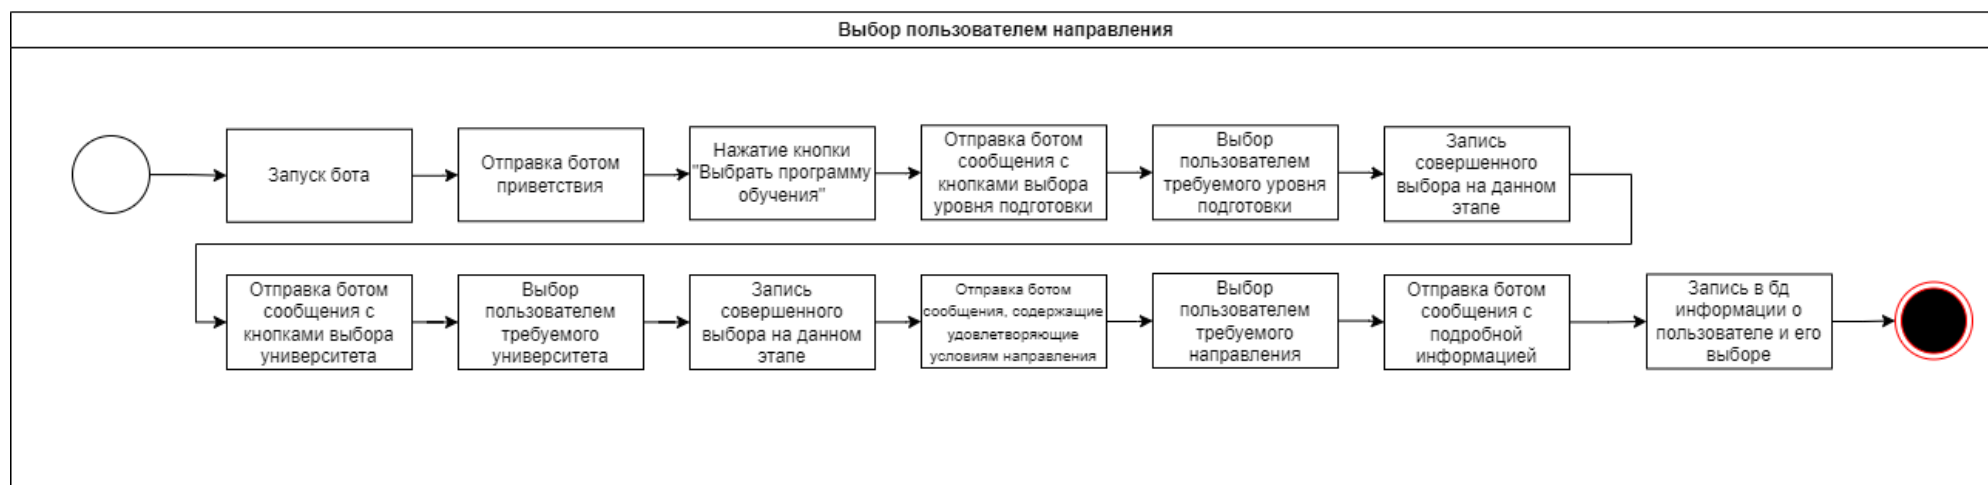 Выбор пользователем направления
Запуск бота
Отправка ботом
приветствия
Нажатие кнопки
"Выбрать программу
обучения"
Отправка ботом
сообщения с
кнопками выбора
уровня подготовки
Выбор
пользователем
требуемого уровня
подготовки
Запись
совершенного
выбора на данном
этапе
Отправка ботом
сообщения с
кнопками выбора
университета
Выбор
пользователем
требуемого
университета
Запись
совершенного
выбора на данном
этапе
Отправка ботом
сообщения, содержащие
удовлетворяющие
условиям направления
Выбор
пользователем
требуемого
направления
Отправка ботом
сообщения с
подробной
информацией
Запись в бд
информации о
пользователе и его
выборе